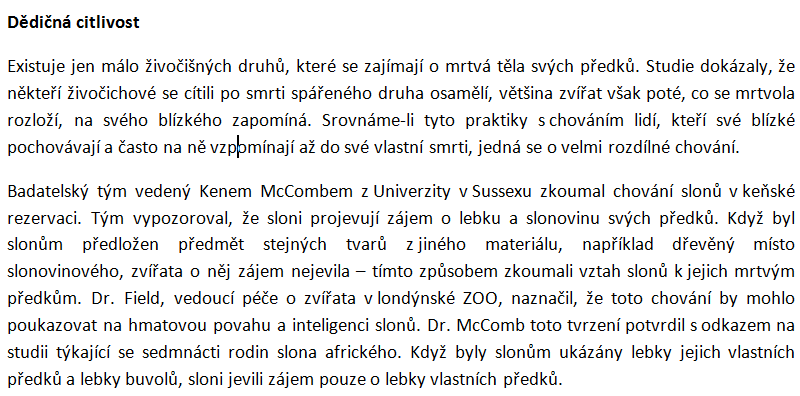 Dědičná citlivost
Existuje jen málo živočišných druhů, které se zajímají o mrtvá těla svých předků. Studie dokázaly, že
někteří živočichové se cítili po smrti spářeného druha osamělí, většina zvířat však poté, co se mrtvola
rozloží, na svého blízkého zapomíná. Srovnáme-li tyto praktiky s chováním lidí, kteří své blízké
pochovávají a často na ně vzpomínají až do své vlastní smrti, jedná se o velmi rozdílné chování.
Badatelský tým vedený Kenem McCombem z Univerzity v Sussexu zkoumal chování slonů v keňské
rezervaci. Tým vypozoroval, že sloni projevují zájem o lebku a slonovinu svých předků. Když byl
slonům předložen předmět stejných tvarů z jiného materiálu, například dřevěný místo
slonovinového, zvířata o něj zájem nejevila – tímto způsobem zkoumali vztah slonů k jejich mrtvým
předkům. Dr. Field, vedoucí péče o zvířata v londýnské ZOO, naznačil, že toto chování by mohlo
poukazovat na hmatovou povahu a inteligenci slonů. Dr. McComb toto tvrzení potvrdil s odkazem na
studii týkající se sedmnácti rodin slona afrického. Když byly slonům ukázány lebky jejich vlastních
předků a lebky buvolů, sloni jevili zájem pouze o lebky vlastních předků.